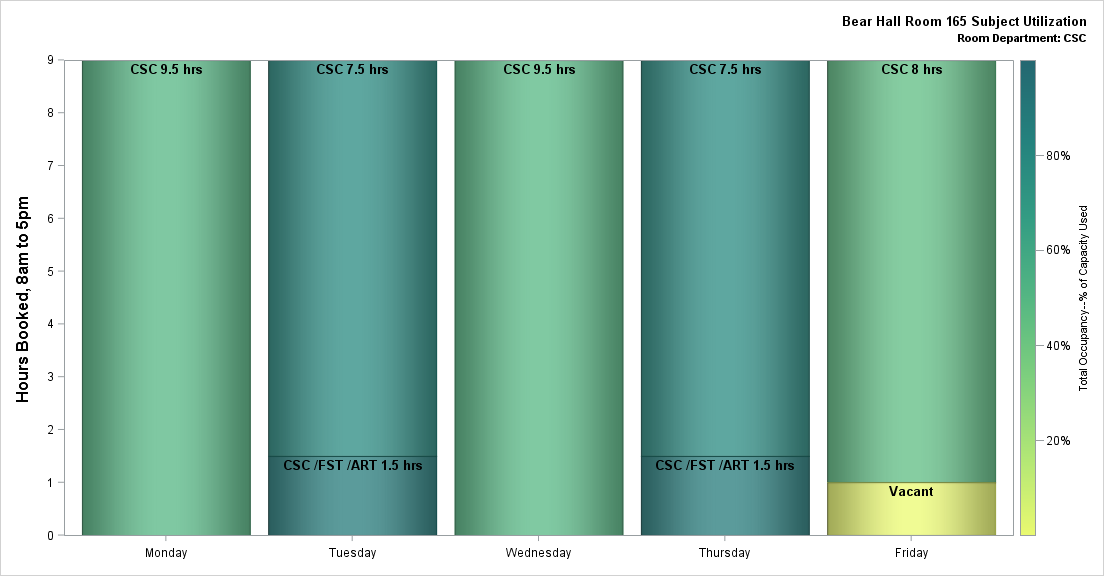 Bear Hall Room 165 Subject Utilization
Room Department: CSC
Hours Booked, 8am to 5pm
9
8
7
6
5
4
3
2
1
0
CSC 9.5 hrs
CSC 7.5 hrs
CSC 9.5 hrs
CSC 7.5 hrs
CSC 8 hrs
CSC /FST /ART 1.5 hrs
CSC /FST /ART 1.5 hrs
Vacant
Monday
Tuesday
Wednesday
Thursday
Friday
80%
60%
40%
20%
Total Occupancy--% of Capacity Used